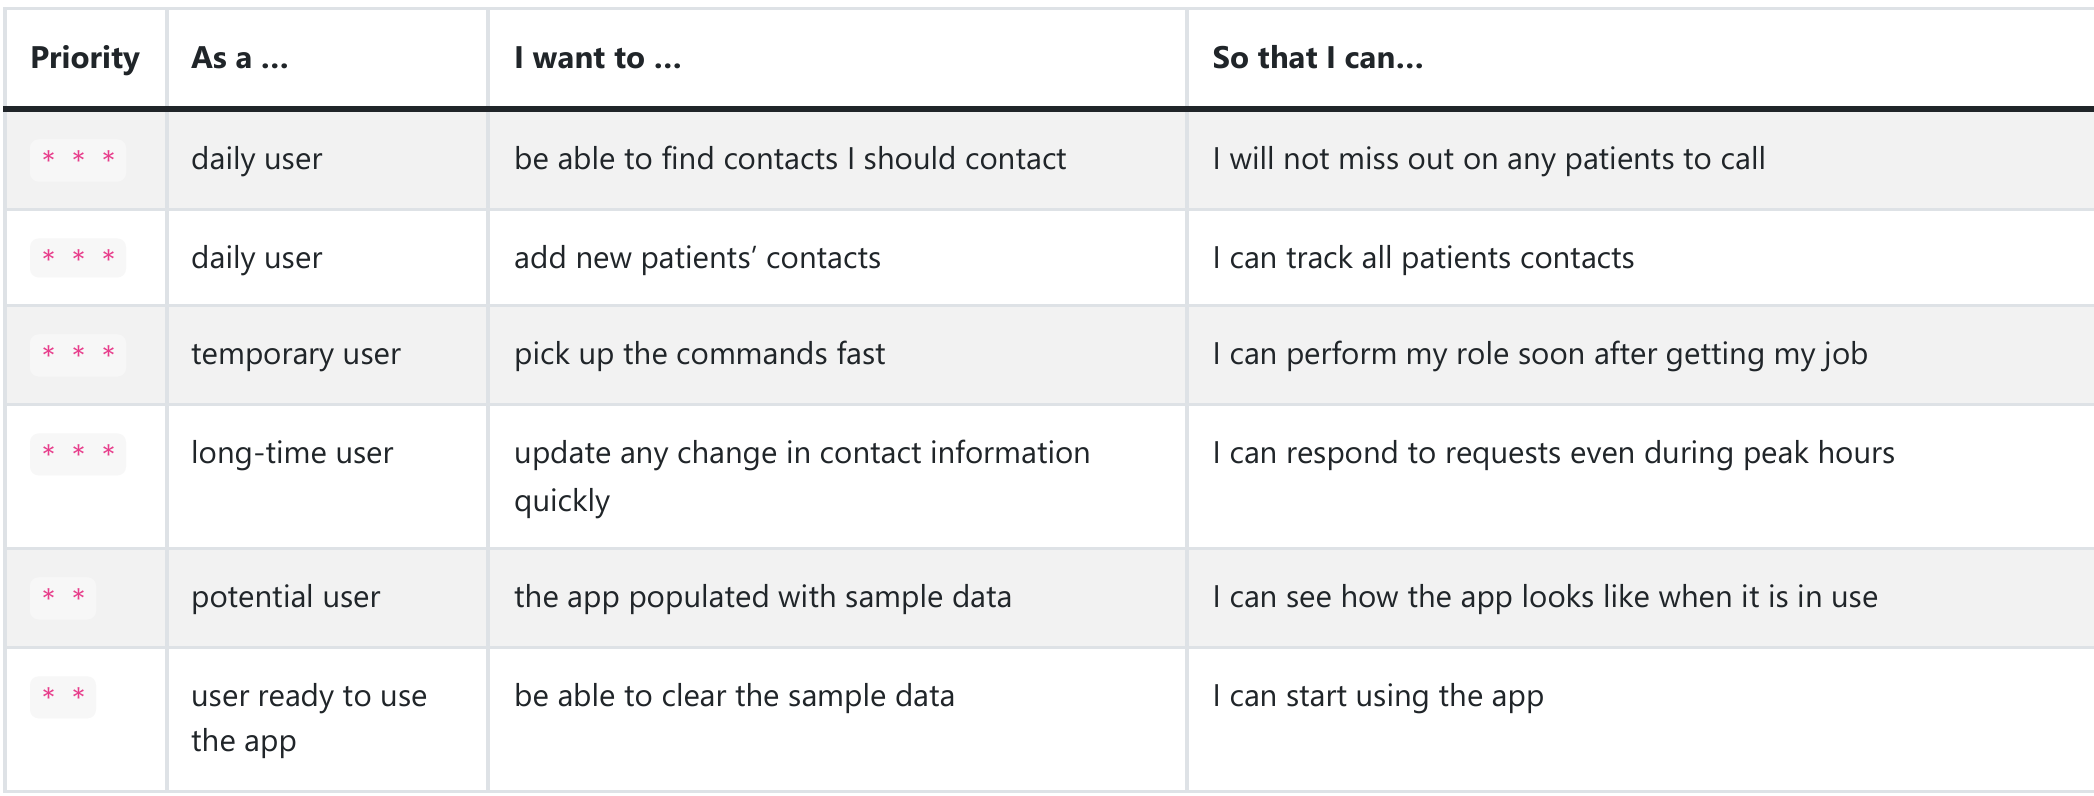 Priority As a … I want to … So that I can…
* * * daily user be able to find contacts I should contact I will not miss out on any patients to call
* * * daily user add new patients’ contacts I can track all patients contacts
* * * temporary user pick up the commands fast I can perform my role soon after getting my job
* * * long-time user update any change in contact information I can respond to requests even during peak hours
quickly
* * potential user the app populated with sample data I can see how the app looks like when it is in use
* * user ready to use be able to clear the sample data I can start using the app
the app